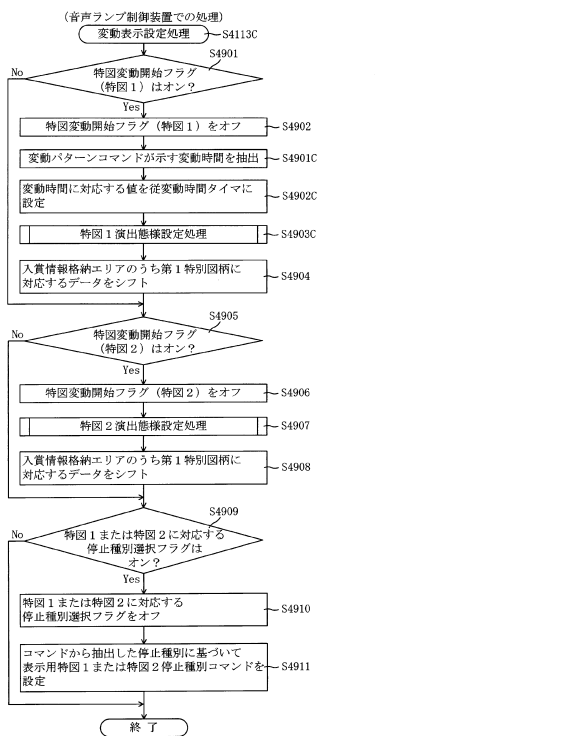 (音声ランプ制御装置での処理)
変動表示設定処理
S4113C
S4901
No
特図変動開始フラグ
(特図1)はオン?
Yes
特図変動開始フラグ(特図1)をオフ
S4902
変動パターンコマンドが示す変動時間を抽出
S4901C
変動時間に対応する値を従変動時間タイマに
設定
S4902C
特図1演出態様設定処理
S4903C
入賞情報格納エリアのうち第1特別図柄に
対応するデータをシフト
S4904
S4905
No
特図変動開始フラグ
(特図2)はオン?
Yes
特図変動開始フラグ(特図2)をオフ
S4906
特図2演出態様設定処理
S4907
入賞情報格納エリアのうち第1特別図柄に
対応するデータをシフト
S4908
S4909
No
特図1または特図2に対応する
停止種別選択フラグは
オン?
Yes
特図1または特図2に対応する
停止種別選択フラグをオフ
S4910
コマンドから抽出した停止種別に基づいて
表示用特図1または特図2停止種別コマンドを
設定
S4911
終了